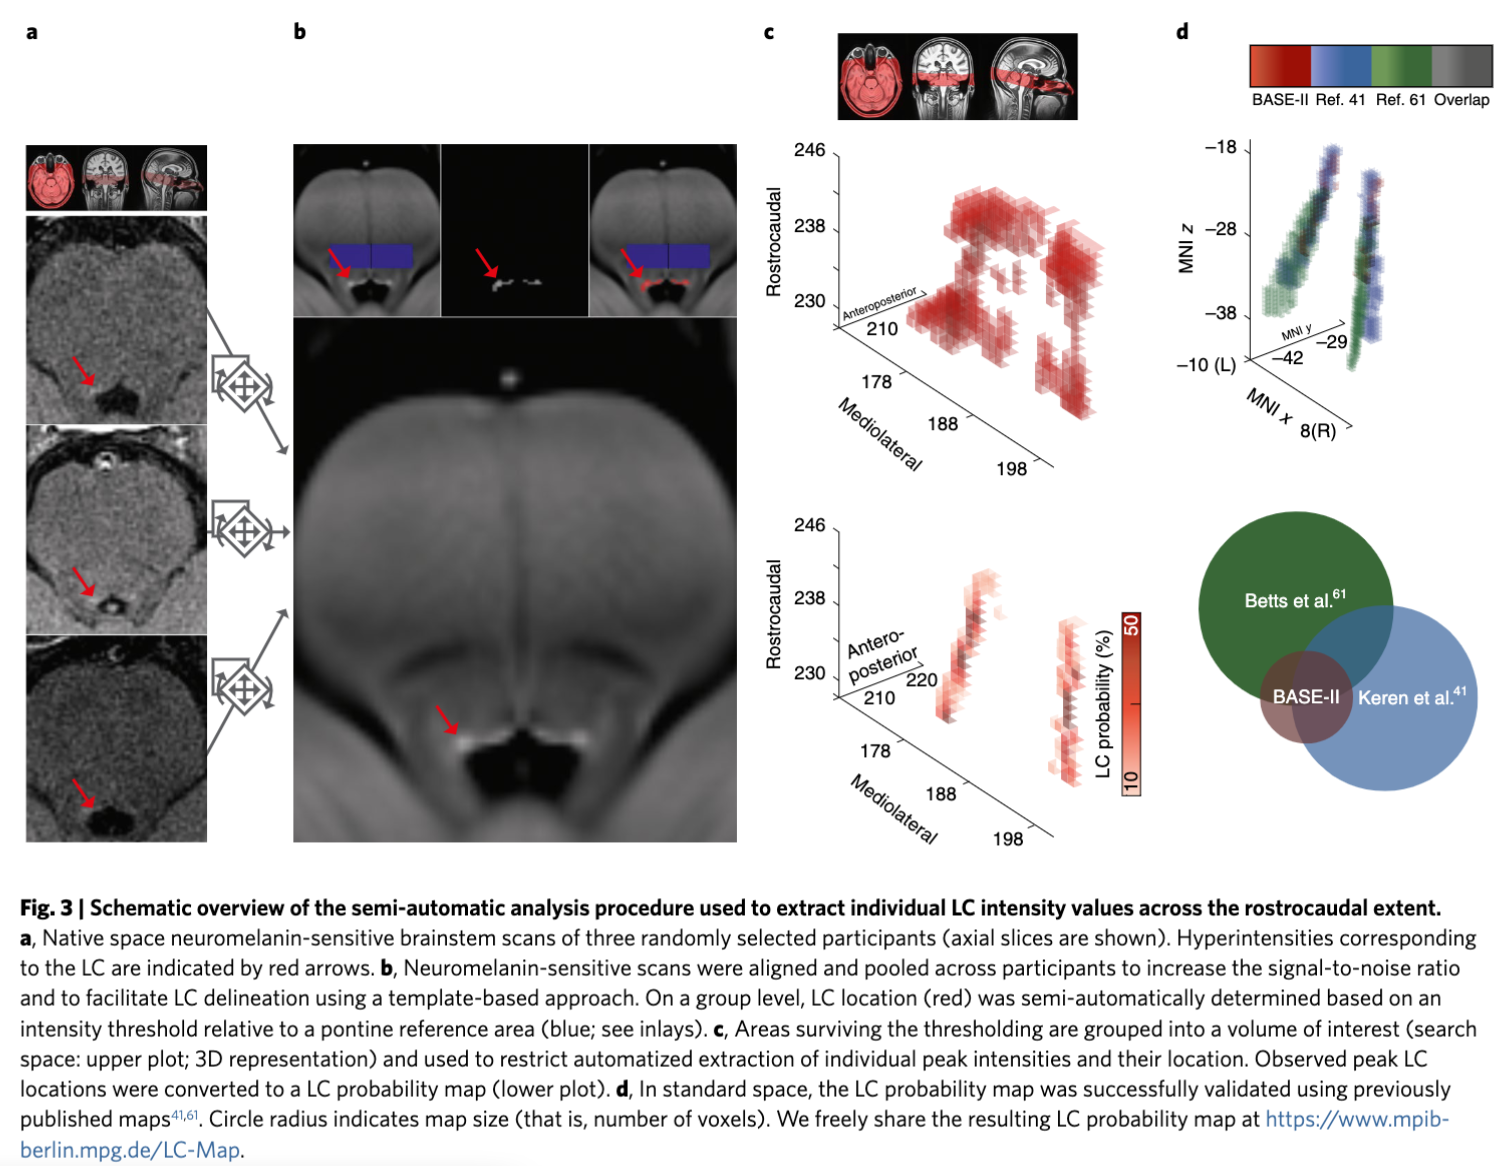 a
b
c
d
BASE-II Ref. 41 Ref. 61 Overlap
246
238
230
Rostrocaudal
Anteroposterior
210
178
188
198
Mediolateral
–18
–28
–38
MNI z
–10 (L)
MNI y
–42
–29
MNI x
8(R)
246
238
230
Rostrocaudal
Antero-
posterior
210
220
178
188
198
Mediolateral
LC probability (%)
50
10
Betts et al.61
BASE-II
Keren et al.41
Fig. 3 | Schematic overview of the semi-automatic analysis procedure used to extract individual LC intensity values across the rostrocaudal extent.
a, Native space neuromelanin-sensitive brainstem scans of three randomly selected participants (axial slices are shown). Hyperintensities corresponding
to the LC are indicated by red arrows. b, Neuromelanin-sensitive scans were aligned and pooled across participants to increase the signal-to-noise ratio
and to facilitate LC delineation using a template-based approach. On a group level, LC location (red) was semi-automatically determined based on an
intensity threshold relative to a pontine reference area (blue; see inlays). c, Areas surviving the thresholding are grouped into a volume of interest (search
space: upper plot; 3D representation) and used to restrict automatized extraction of individual peak intensities and their location. Observed peak LC
locations were converted to a LC probability map (lower plot). d, In standard space, the LC probability map was successfully validated using previously
published maps41,61. Circle radius indicates map size (that is, number of voxels). We freely share the resulting LC probability map at https://www.mpib-
berlin.mpg.de/LC-Map.